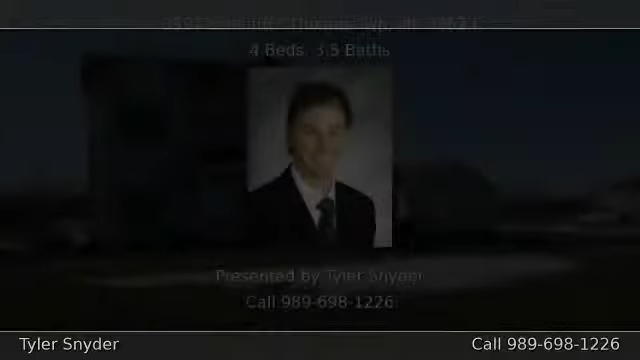 4 Beds, 3.5 Baths
Presented by Tyler Snyder
Call 989-698-1226
Tyler Snyder
Call 989-698-1226